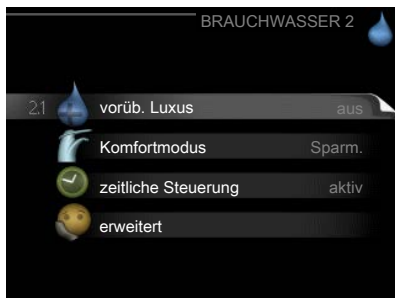 BRAUCHWASSER 2
2.1 vorüb. Luxus aus
Komfortmodus Sparm.
zeitliche Steuerung aktiv
erweitert